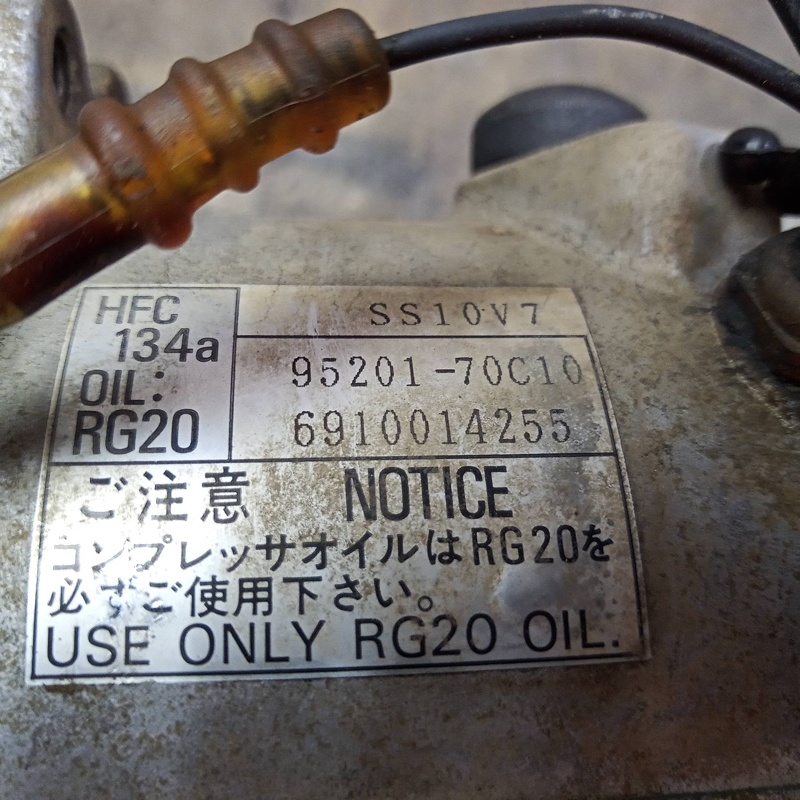 HFC
134a
OIL:
RG20
SS10V7
95201-70C10
6910014255
ご注意 NOTICE
コンプレッサオイルはRG20を
必ずご使用下さい。
USE ONLY RG20 OIL.